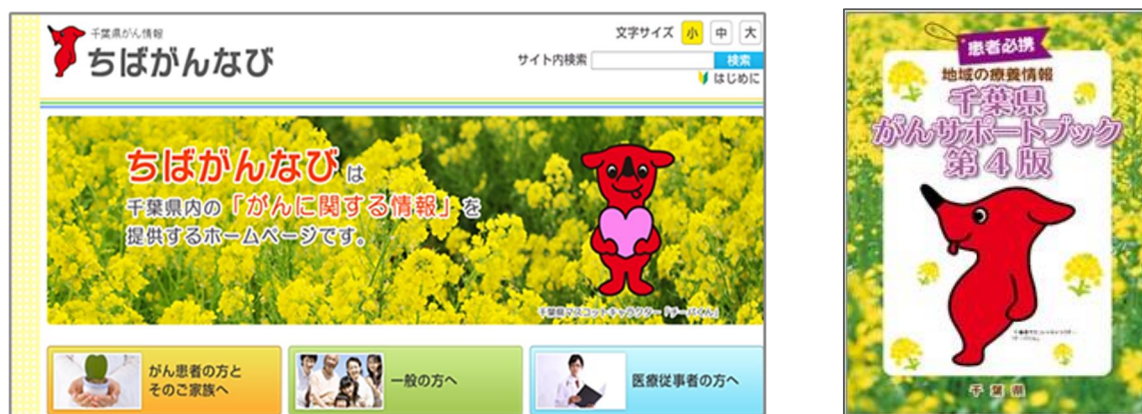 千葉県がん情報
ちばがんなび
文字サイズ 小 中 大
サイト内検索 検索
はじめに
ちばがんなび は
千葉県内の「がんに関する情報」を
提供するホームページです。
千葉県マスコットキャラクター「チーバくん」
がん患者の方と
そのご家族へ
一般の方へ
医療従事者の方へ
患者必携
地域の療養情報
千葉県
がんサポートブック
第4版
千葉県